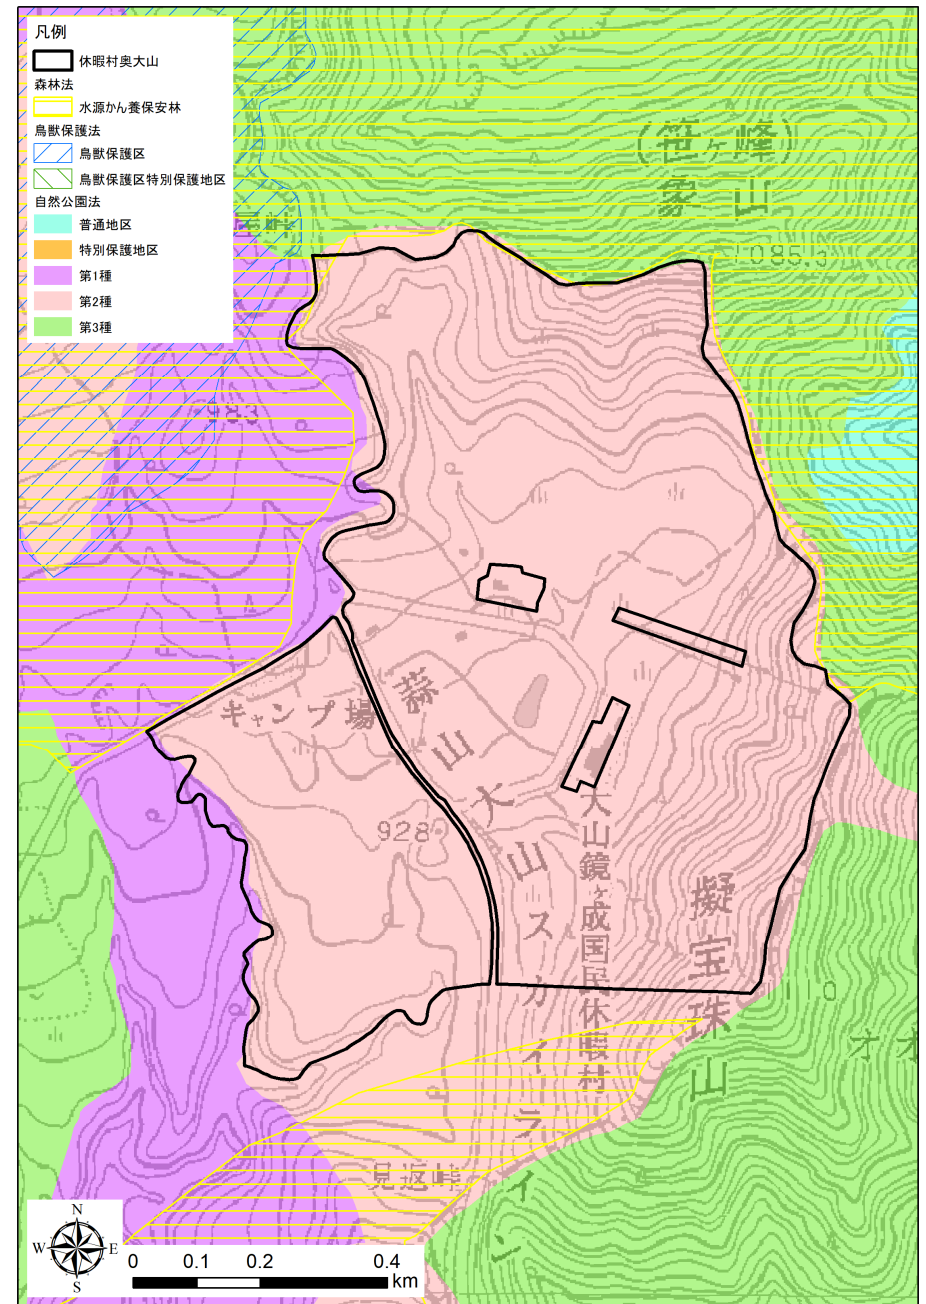 凡例
休暇村奥大山
森林法
水源かん養保安林
鳥獣保護法
鳥獣保護区
鳥獣保護区特別保護地区
自然公園法
普通地区
特別保護地区
第1種
第2種
第3種
(笹ヶ峰)
象山
1085.3
983
キャンプ場
蒜山大山スカイライン
928
大山鏡ヶ成国民休暇村
擬宝珠山
1110
オオ
見返峠
N
W
E
S
0
0.1
0.2
0.4
km